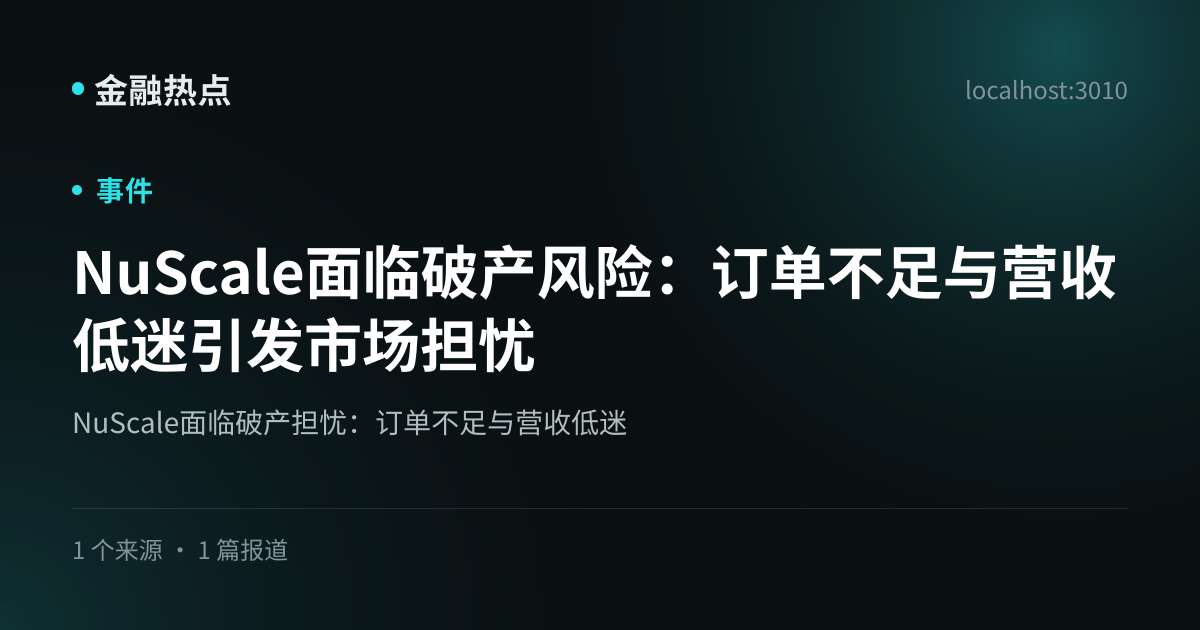 金融热点
localhost:3010
事件
NuScale面临破产风险：订单不足与营收
低迷引发市场担忧
NuScale面临破产担忧：订单不足与营收低迷
1 个来源 · 1 篇报道